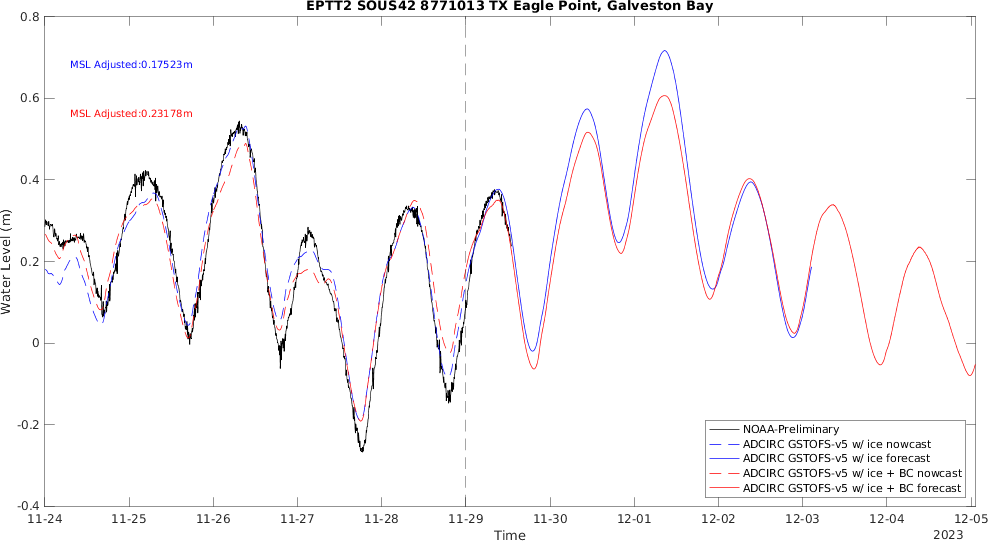 EPTT2 SOUS42 8771013 TX Eagle Point, Galveston Bay
MSL Adjusted:0.17523m
MSL Adjusted:0.23178m
Water Level (m)
0.8
0.6
0.4
0.2
0
-0.2
-0.4
NOAA-Preliminary
ADCIRC GSTOFS-v5 w/ ice nowcast
ADCIRC GSTOFS-v5 w/ ice forecast
ADCIRC GSTOFS-v5 w/ ice + BC nowcast
ADCIRC GSTOFS-v5 w/ ice + BC forecast
11-24 11-25 11-26 11-27 11-28 11-29 11-30 12-01 12-02 12-03 12-04 12-05
Time
2023